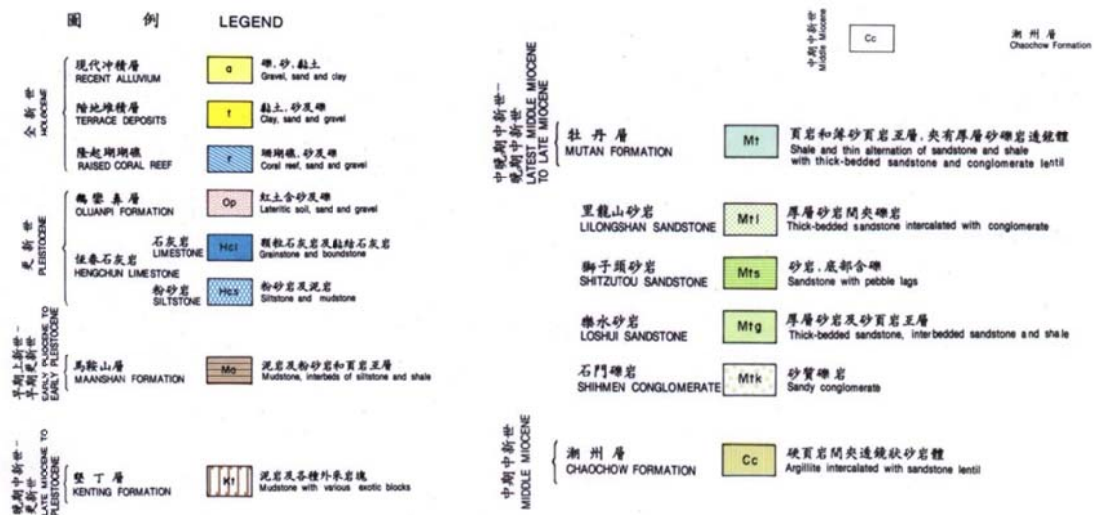 圖 例 LEGEND
全新世
HOLOCENE
現代冲積層
RECENT ALLUVIUM
a
礫、砂、黏土
Gravel, sand and clay
階地堆積層
TERRACE DEPOSITS
t
黏土、砂及礫
Clay, sand and gravel
隆起珊瑚礁
RAISED CORAL REEF
r
珊瑚礁、砂及礫
Coral reef, sand and gravel
更新世
PLEISTOCENE
鵝鑾鼻層
OLUANPI FORMATION
Op
紅土含砂及礫
Lateritic soil, sand and gravel
恆春石灰岩
HENGCHUN LIMESTONE
石灰岩
LIMESTONE
Hcl
顆粒石灰岩及黏結石灰岩
Grainstone and boundstone
粉砂岩
SILTSTONE
Hcs
粉砂岩及泥岩
Siltstone and mudstone
早期上新世－
早期更新世
EARLY PLIOCENE TO
EARLY PLEISTOCENE
馬鞍山層
MAANSHAN FORMATION
Ma
泥岩及粉砂岩和頁岩互層
Mudstone, interbeds of siltstone and shale
晚期中新世－
更新世
LATE MIOCENE TO
PLEISTOCENE
墾丁層
KENTING FORMATION
Kt
泥岩及各種外來岩塊
Mudstone with various exotic blocks
中期中新世
Middle Miocene
Cc
潮州層
Chaochow Formation
中晚期中新世－
晚期中新世
LATEST MIDDLE MIOCENE
TO LATE MIOCENE
牡丹層
MUTAN FORMATION
Mt
頁岩和薄砂頁岩互層，夾有厚層砂礫岩透鏡體
Shale and thin alternation of sandstone and shale
with thick-bedded sandstone and conglomerate lentil
里龍山砂岩
LILONGSHAN SANDSTONE
Mtl
厚層砂岩間夾礫岩
Thick-bedded sandstone intercalated with conglomerate
獅子頭砂岩
SHITZUTOU SANDSTONE
Mts
砂岩，底部含礫
Sandstone with pebble lags
樂水砂岩
LOSHUI SANDSTONE
Mtg
厚層砂岩及砂頁岩互層
Thick-bedded sandstone, interbedded sandstone and shale
石門礫岩
SHIHMEN CONGLOMERATE
Mtk
砂質礫岩
Sandy conglomerate
中期中新世
MIDDLE MIOCENE
潮州層
CHAOCHOW FORMATION
Cc
硬頁岩間夾透鏡狀砂岩體
Argillite intercalated with sandstone lentil